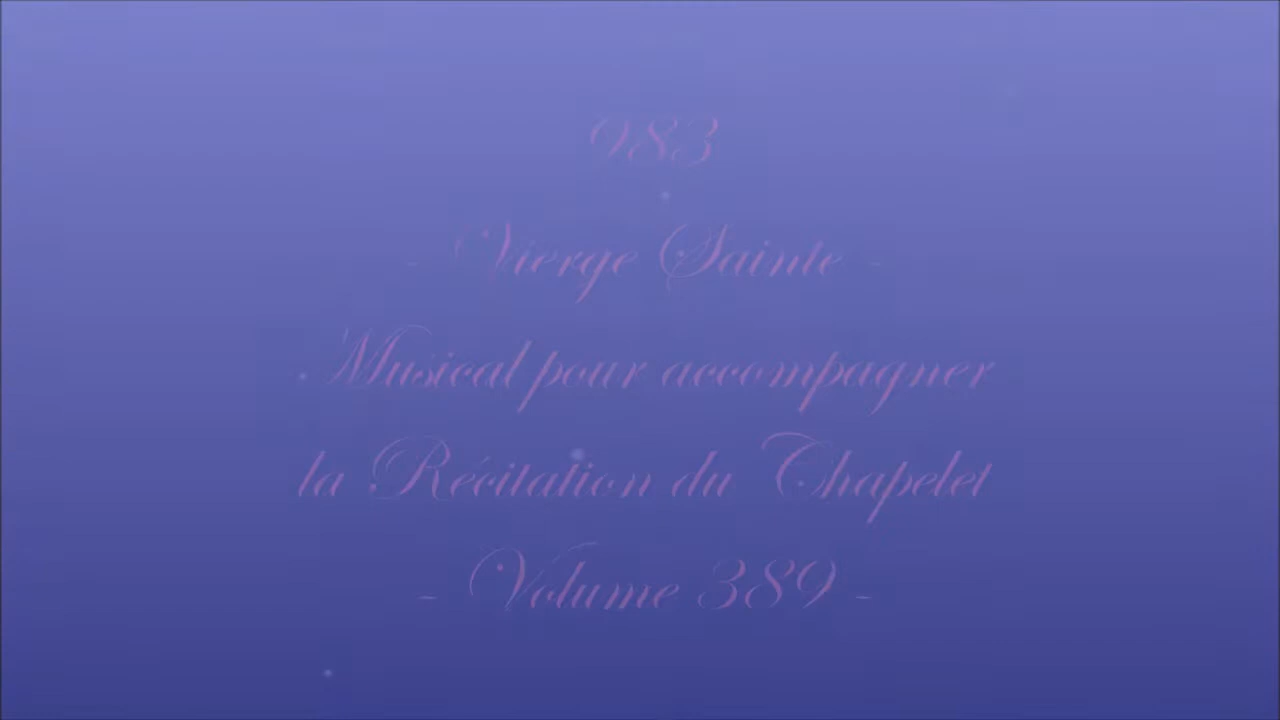 983
- Vierge Sainte -
Musical pour accompagner
la Récitation du Chapelet
- Volume 389 -